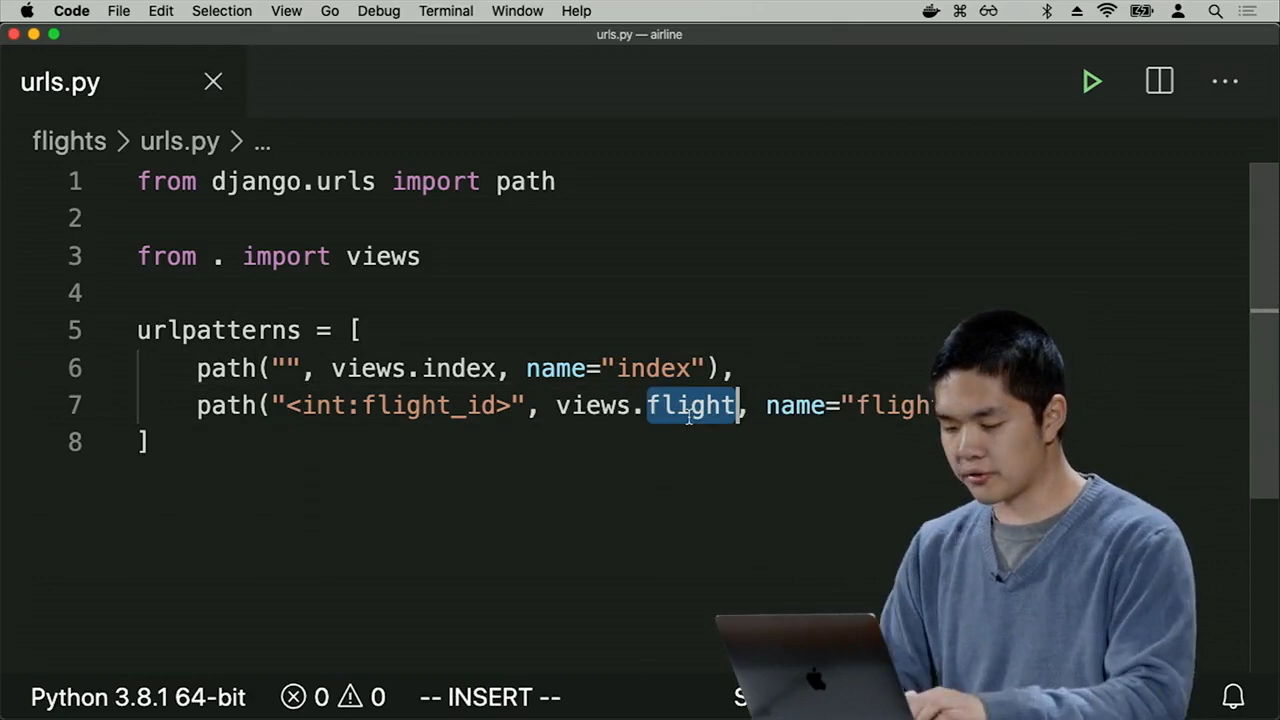 Code File Edit Selection View Go Debug Terminal Window Help
urls.py — airline
urls.py
flights > urls.py > ...
1 from django.urls import path
2
3 from . import views
4
5 urlpatterns = [
6 path("", views.index, name="index"),
7 path("<int:flight_id>", views.flight, name="fligh
8 ]
Python 3.8.1 64-bit 0 0 -- INSERT --